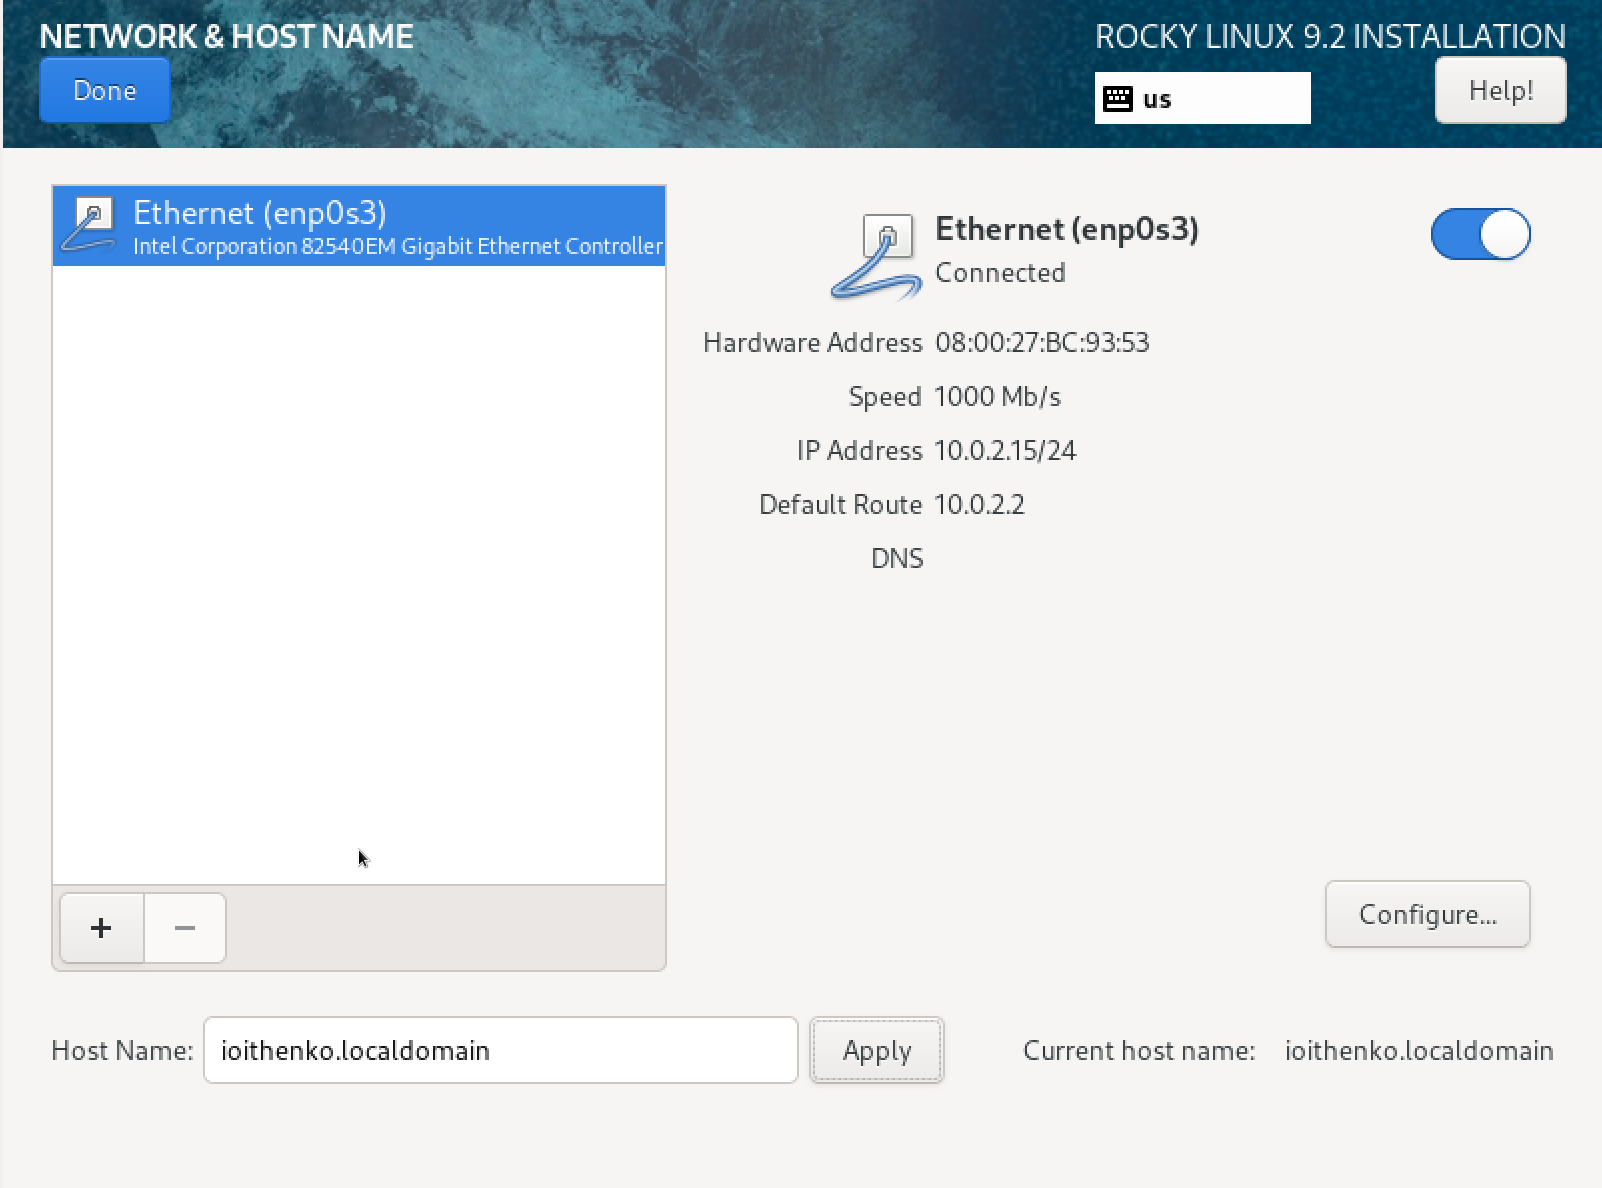 NETWORK & HOST NAME
Done
ROCKY LINUX 9.2 INSTALLATION
us
Help!
Ethernet (enp0s3)
Intel Corporation 82540EM Gigabit Ethernet Controller
Ethernet (enp0s3)
Connected
Hardware Address 08:00:27:BC:93:53
Speed 1000 Mb/s
IP Address 10.0.2.15/24
Default Route 10.0.2.2
DNS
+ −
Configure...
Host Name: ioithenko.localdomain Apply Current host name: ioithenko.localdomain